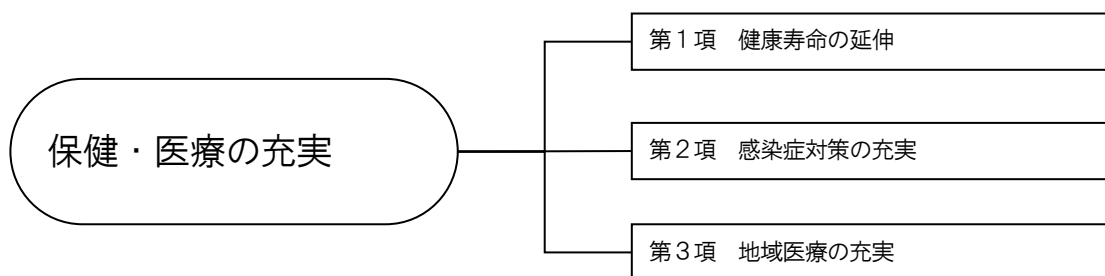 保健・医療の充実
第１項　健康寿命の延伸
第２項　感染症対策の充実
第３項　地域医療の充実